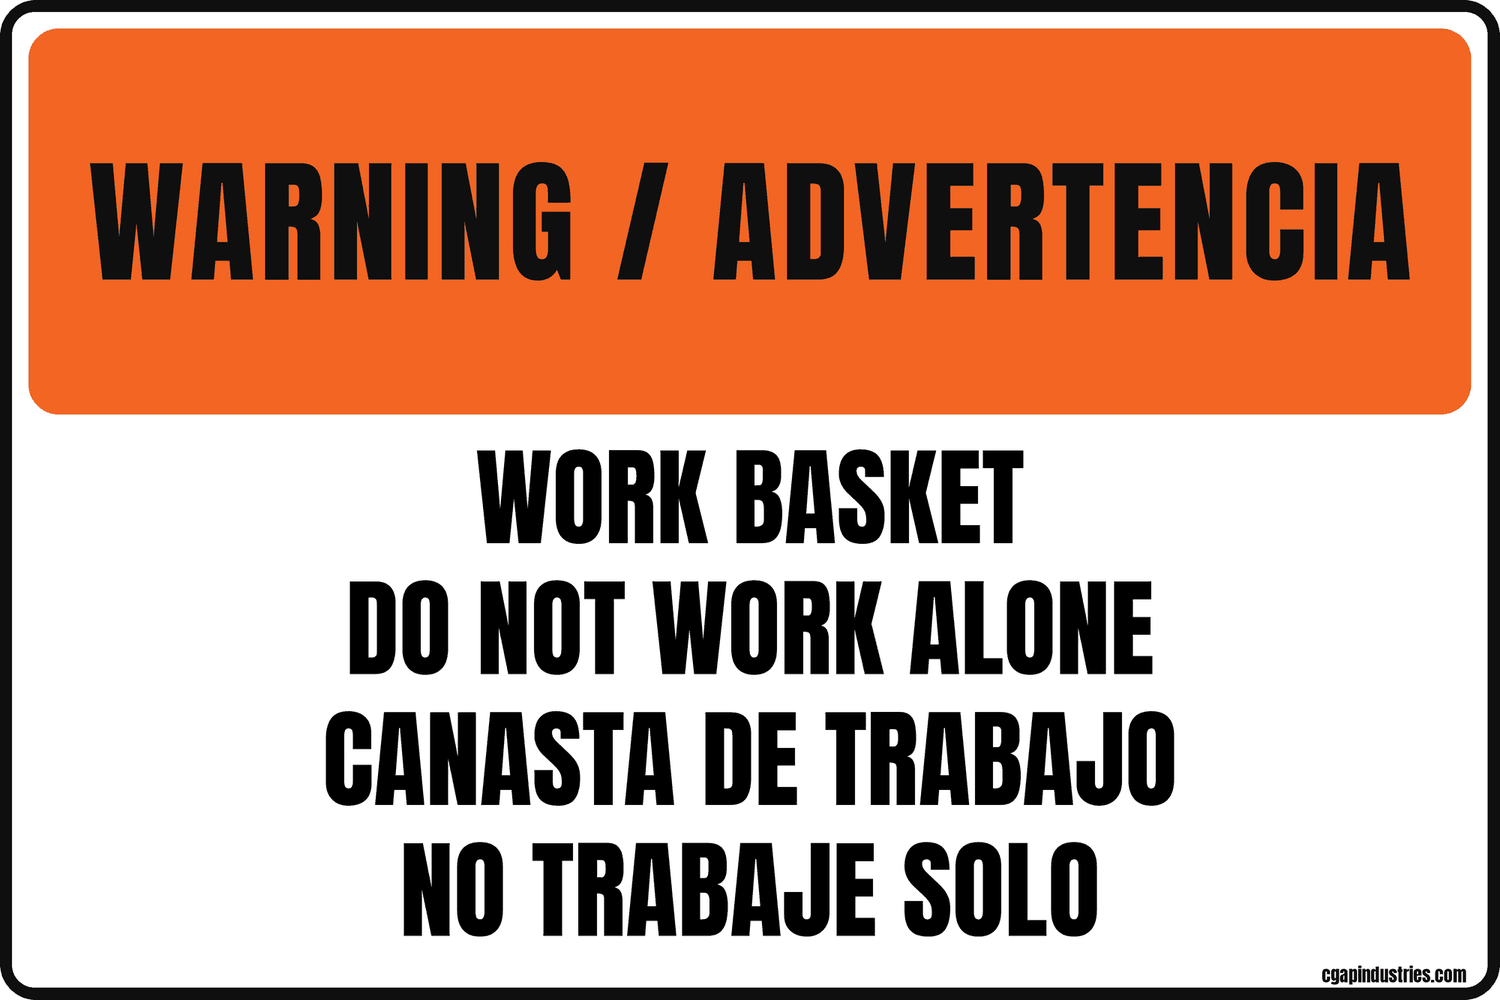 WARNING / ADVERTENCIA
WORK BASKET
DO NOT WORK ALONE
CANASTA DE TRABAJO
NO TRABAJE SOLO
cgapindustries.com